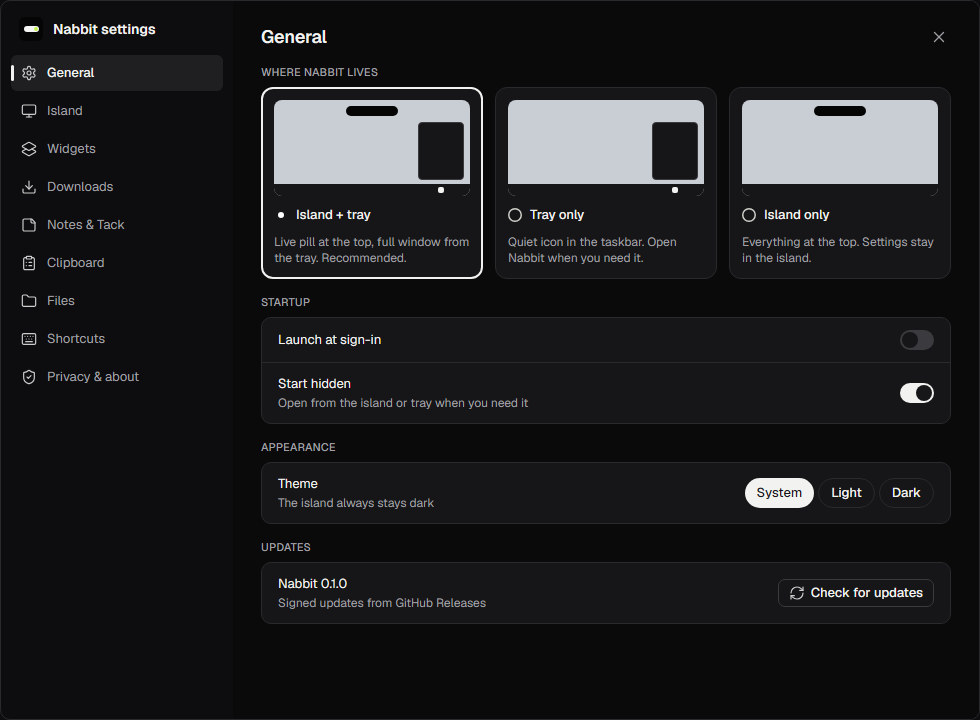 Nabbit settings
General
Island
Widgets
Downloads
Notes & Tack
Clipboard
Files
Shortcuts
Privacy & about
General
WHERE NABBIT LIVES
Island + tray
Live pill at the top, full window from
the tray. Recommended.
Tray only
Quiet icon in the taskbar. Open
Nabbit when you need it.
Island only
Everything at the top. Settings stay
in the island.
STARTUP
Launch at sign-in
Start hidden
Open from the island or tray when you need it
APPEARANCE
Theme
The island always stays dark
System
Light
Dark
UPDATES
Nabbit 0.1.0
Signed updates from GitHub Releases
Check for updates